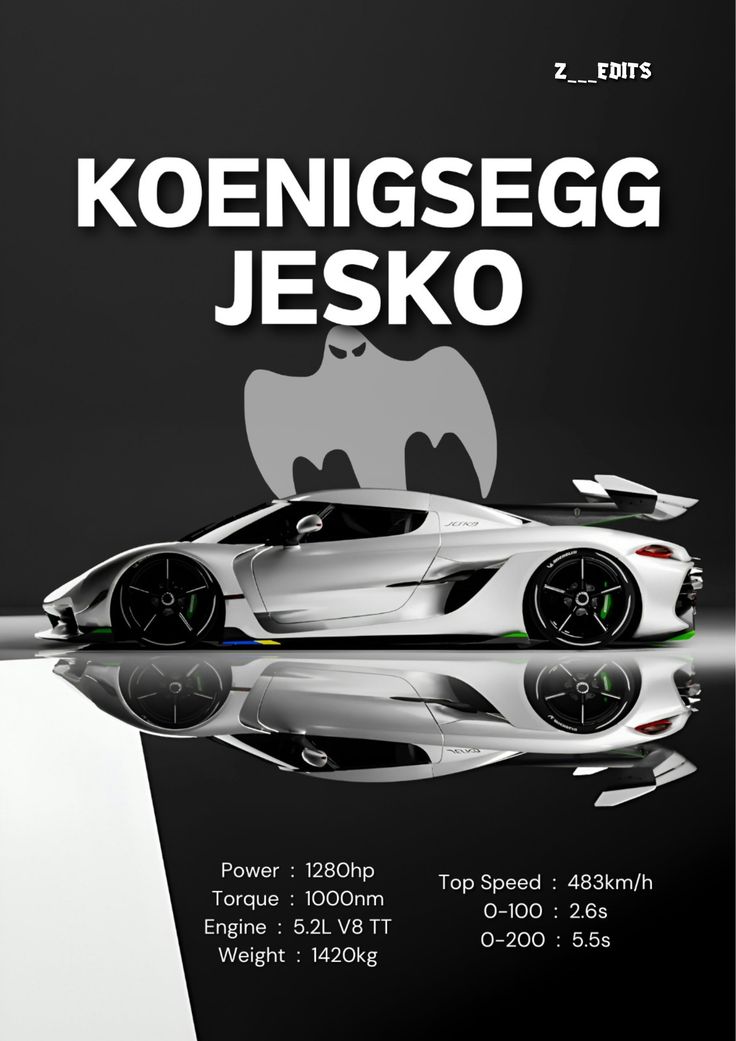 Z___EDITS
KOENIGSEGG
JESKO
JESKO
Power : 1280hp
Torque : 1000nm
Engine : 5.2L V8 TT
Weight : 1420kg
Top Speed : 483km/h
0-100 : 2.6s
0-200 : 5.5s